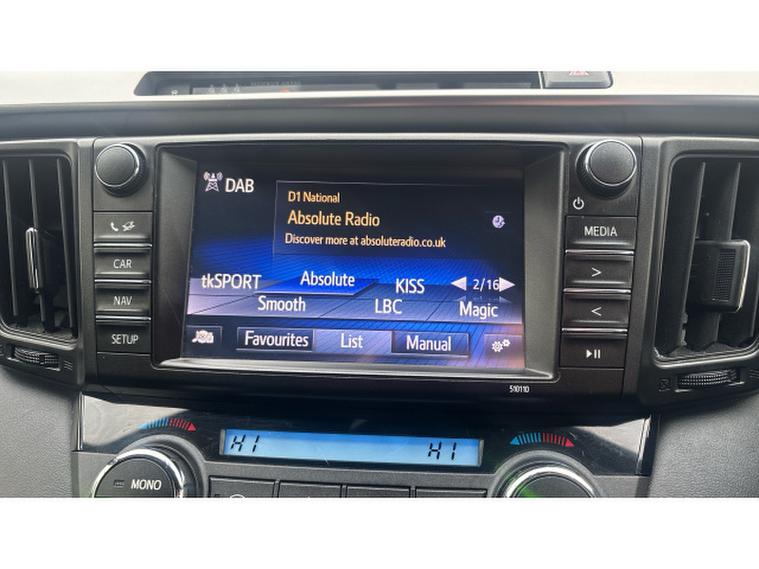 DAB
D1 National
Absolute Radio
Discover more at absoluteradio.co.uk
tkSPORT Absolute KISS 2/16
Smooth LBC Magic
Favourites List Manual
CAR
NAV
SETUP
MEDIA
>
<
510110
HI HI
MONO